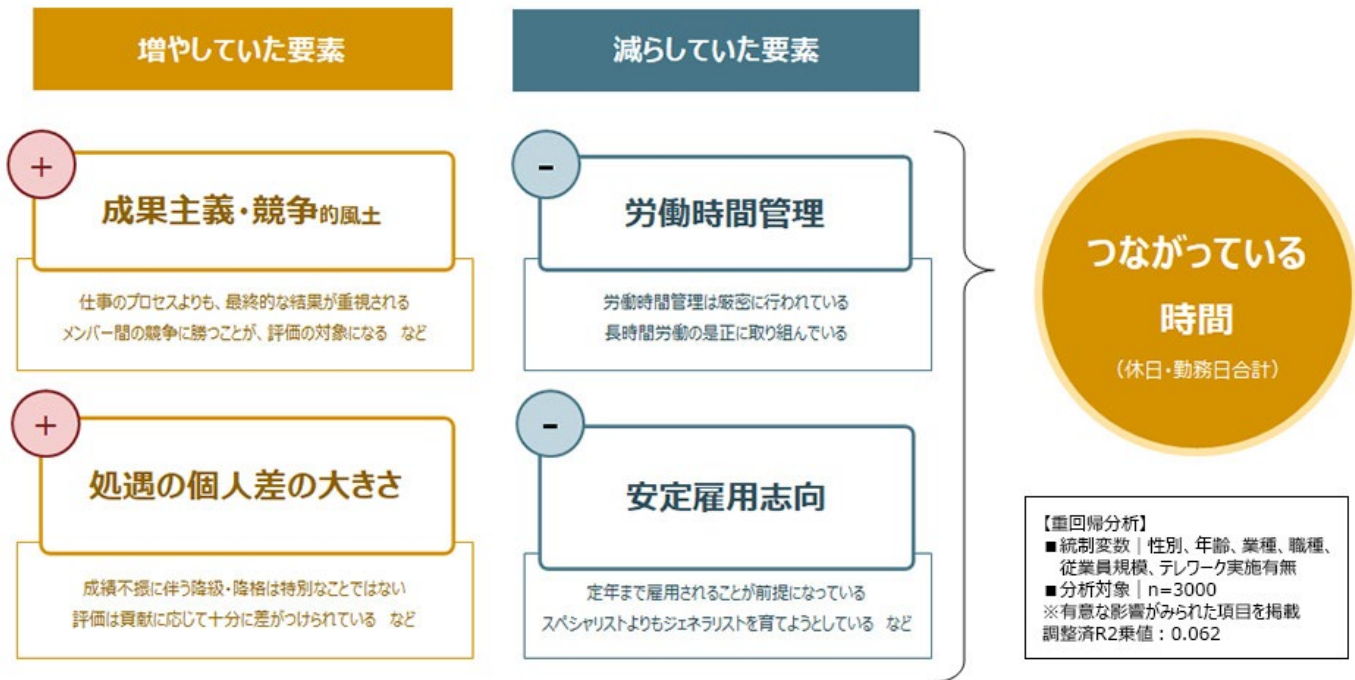 増やしていた要素
減らしていた要素
+
成果主義・競争的風土
仕事のプロセスよりも、最終的な結果が重視される
メンバー間の競争に勝つことが、評価の対象になる など
-
労働時間管理
労働時間管理は厳密に行われている
長時間労働の是正に取り組んでいる
+
処遇の個人差の大きさ
成績不振に伴う降級・降格は特別なことではない
評価は貢献に応じて十分に差がつけられている など
-
安定雇用志向
定年まで雇用されることが前提になっている
スペシャリストよりもジェネラリストを育てようとしている など
つながっている
時間
（休日・勤務日合計）
【重回帰分析】
■統制変数｜性別、年齢、業種、職種、
従業員規模、テレワーク実施有無
■分析対象｜n=3000
※有意な影響がみられた項目を掲載
調整済R2乗値：0.062